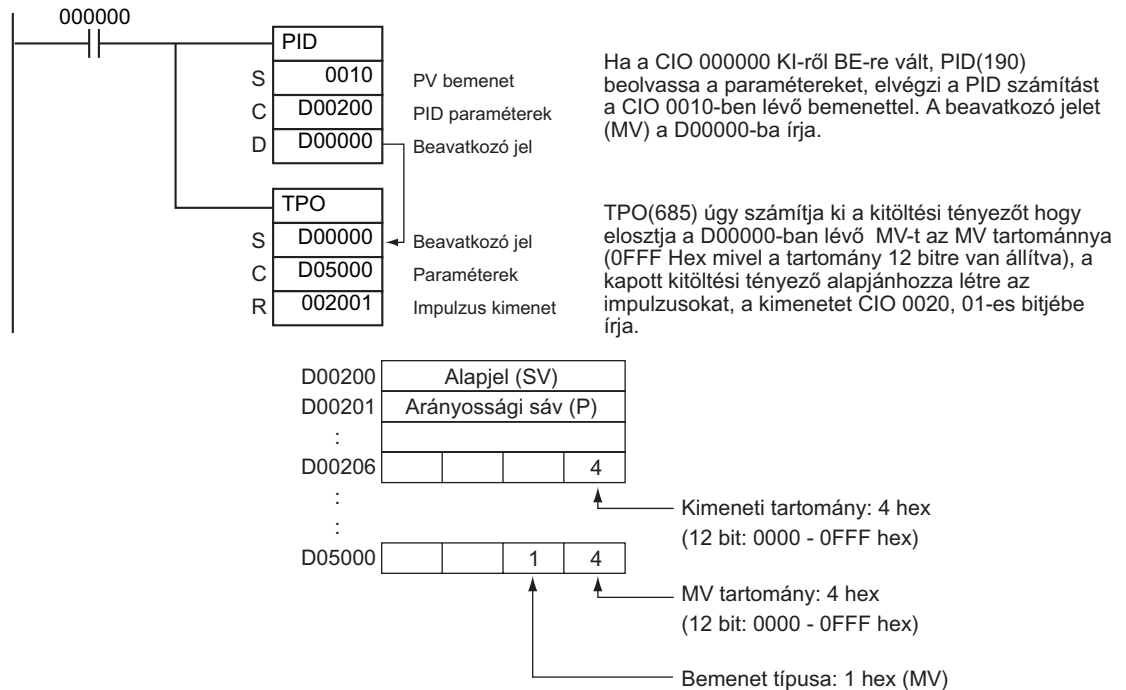 000000
PID
S 0010 PV bemenet
C D00200 PID paraméterek
D D00000 Beavatkozó jel
Ha a CIO 000000 KI-ről BE-re vált, PID(190)
beolvassa a paramétereket, elvégzi a PID számítást
a CIO 0010-ben lévő bemenettel. A beavatkozó jelet
(MV) a D00000-ba írja.
TPO
S D00000 Beavatkozó jel
C D05000 Paraméterek
R 002001 Impulzus kimenet
TPO(685) úgy számítja ki a kitöltési tényezőt hogy
elosztja a D00000-ban lévő MV-t az MV tartománnya
(0FFF Hex mivel a tartomány 12 bitre van állítva), a
kapott kitöltési tényező alapjánhozza létre az
impulzusokat, a kimenetet CIO 0020, 01-es bitjébe
írja.
D00200 Alapjel (SV)
D00201 Arányossági sáv (P)
:
D00206 4
:
:
Kimeneti tartomány: 4 hex
(12 bit: 0000 - 0FFF hex)
D05000 1 4
MV tartomány: 4 hex
(12 bit: 0000 - 0FFF hex)
Bemenet típusa: 1 hex (MV)